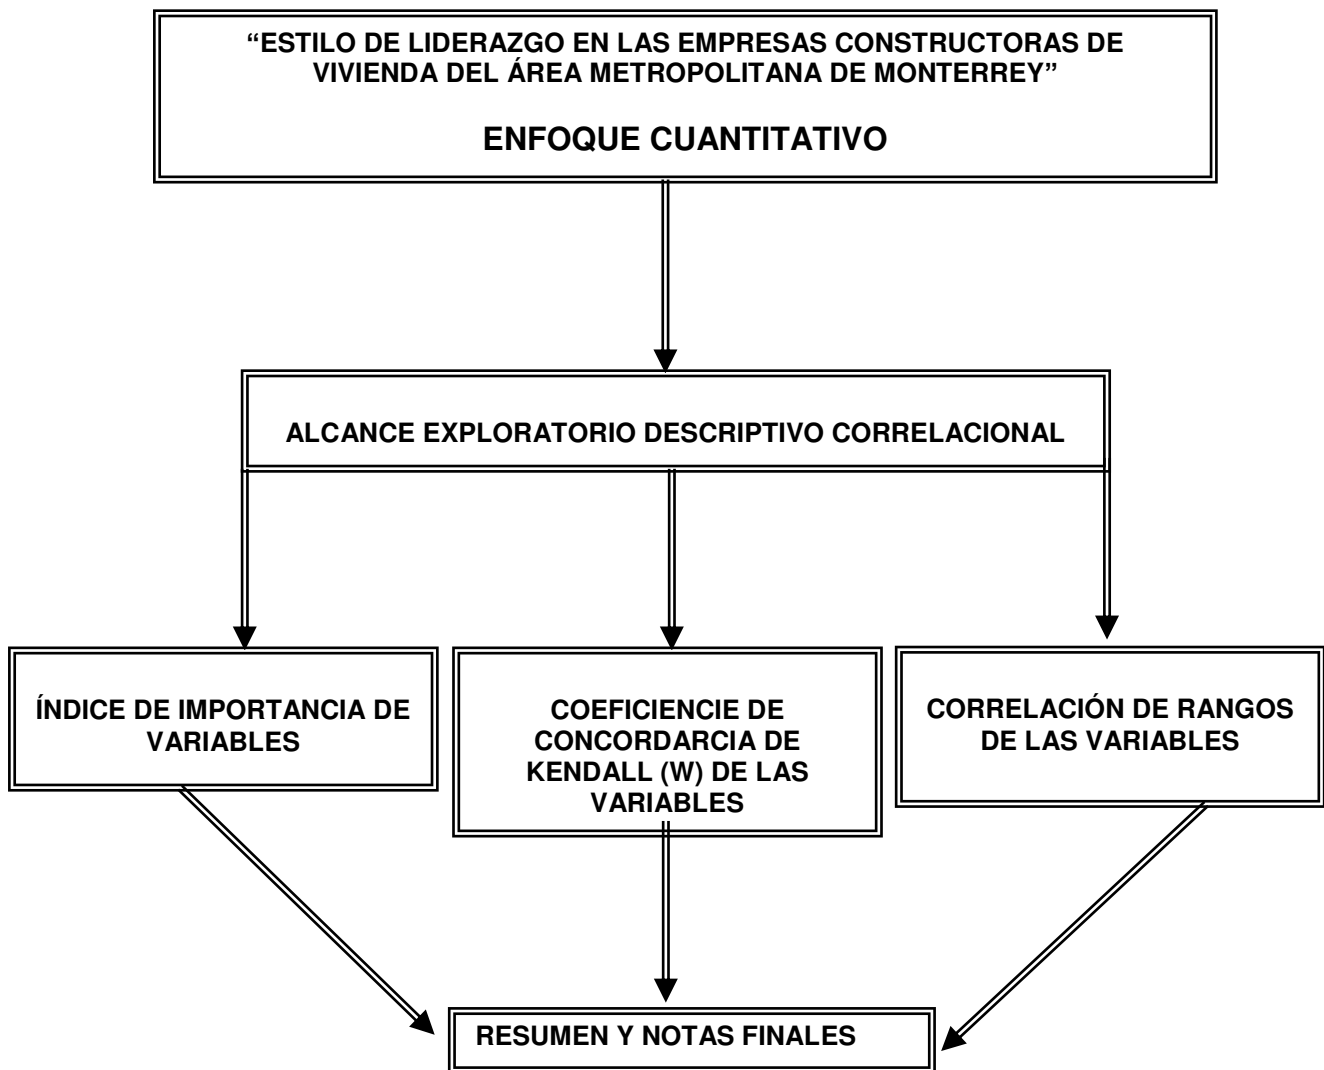 “ESTILO DE LIDERAZGO EN LAS EMPRESAS CONSTRUCTORAS DE
VIVIENDA DEL ÁREA METROPOLITANA DE MONTERREY”
ENFOQUE CUANTITATIVO
ALCANCE EXPLORATORIO DESCRIPTIVO CORRELACIONAL
ÍNDICE DE IMPORTANCIA DE
VARIABLES
COEFICIENCIE DE
CONCORDARCIA DE
KENDALL (W) DE LAS
VARIABLES
CORRELACIÓN DE RANGOS
DE LAS VARIABLES
RESUMEN Y NOTAS FINALES